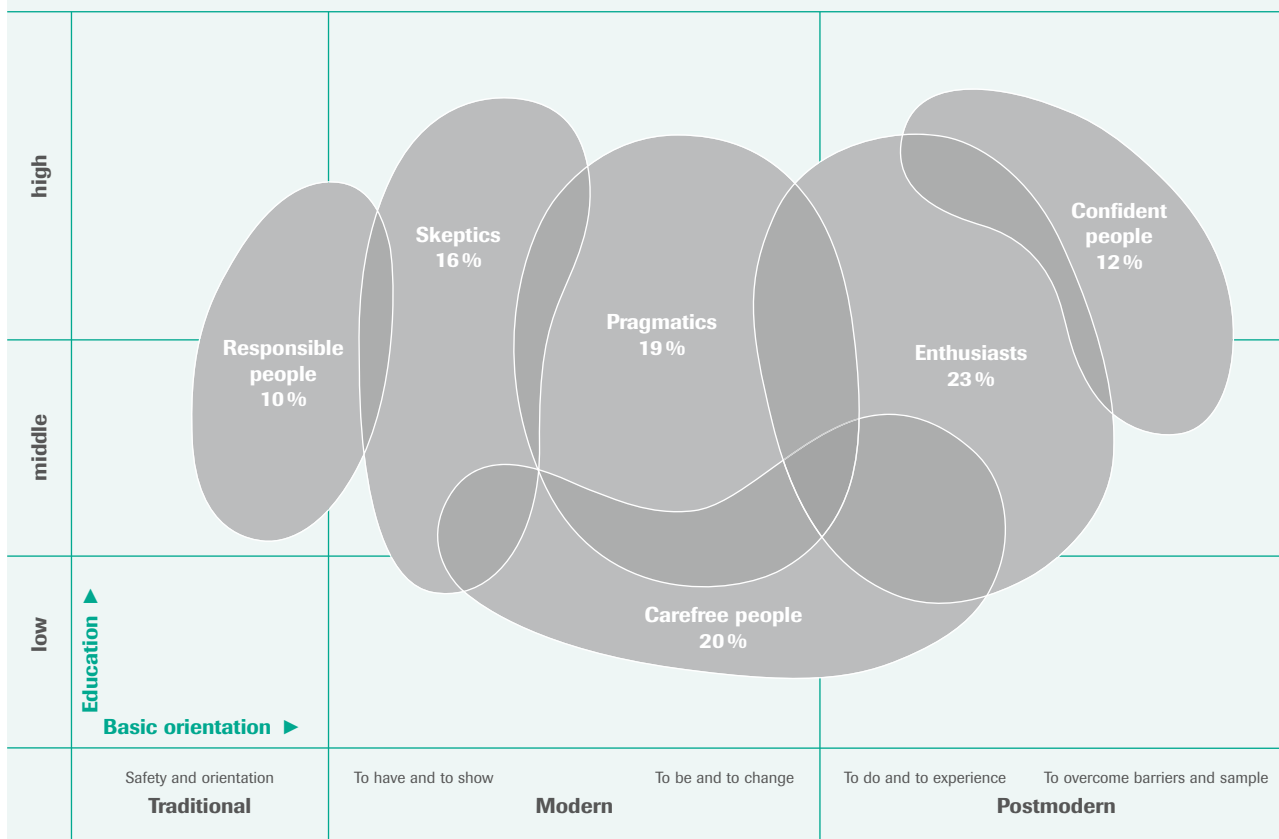 high
middle
low
Skeptics
16 %
Confident
people
12 %
Pragmatics
19 %
Responsible
people
10 %
Enthusiasts
23 %
Carefree people
20 %
Education ▲
Basic orientation ►
Safety and orientation
To have and to show
To be and to change
To do and to experience
To overcome barriers and sample
Traditional
Modern
Postmodern